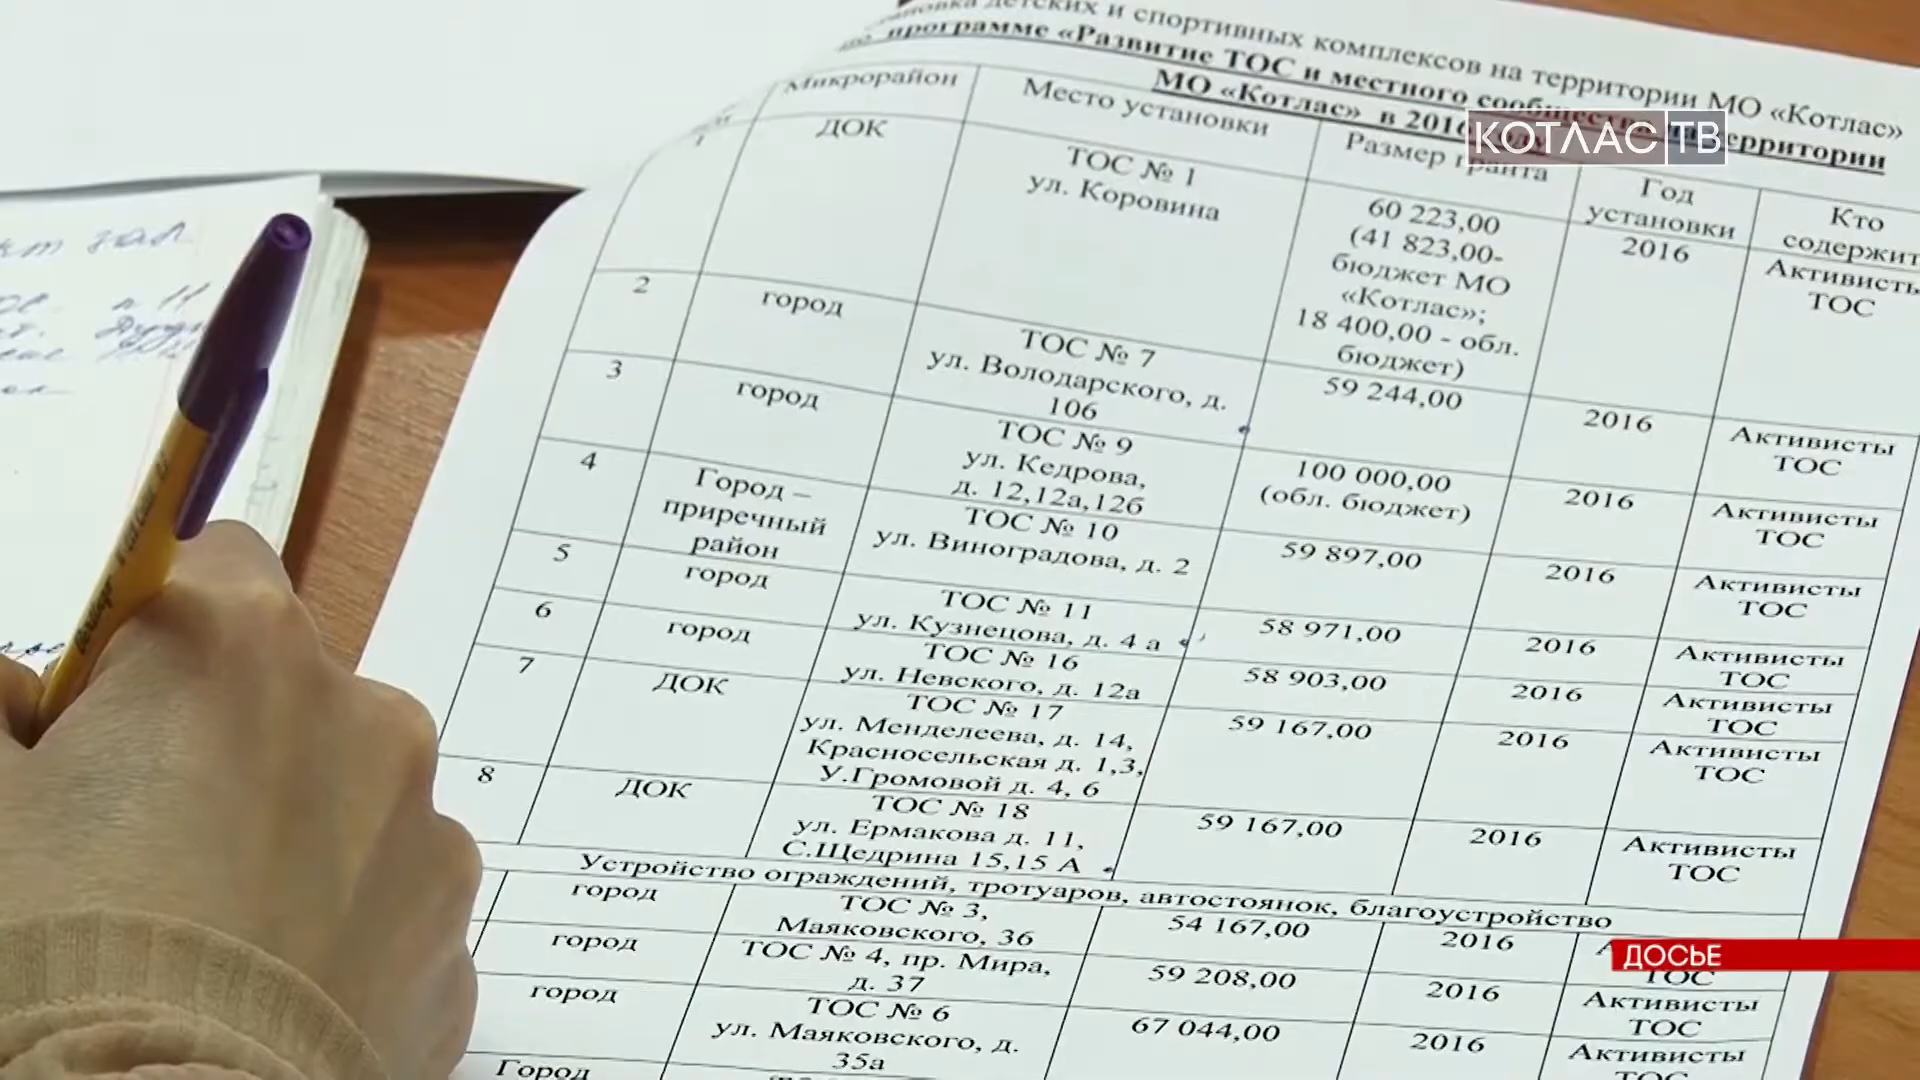 детских и спортивных комплексов на территории МО «Котлас»
программе «Развитие ТОС и местного сообщества на территории
МО «Котлас» в 2016 году
КОТЛАС ТВ
Микрорайон
Место установки
Размер гранта
Год
установки
Кто
содержит
1
ДОК
ТОС № 1
ул. Коровина
60 223,00
(41 823,00-
бюджет МО
«Котлас»;
18 400,00 - обл.
бюджет)
2016
Активисты
ТОС
2
город
ТОС № 7
ул. Володарского, д.
106
59 244,00
2016
Активисты
ТОС
3
город
ТОС № 9
ул. Кедрова,
д. 12,12а,12б
100 000,00
(обл. бюджет)
2016
Активисты
ТОС
4
Город –
приречный
район
ТОС № 10
ул. Виноградова, д. 2
59 897,00
2016
Активисты
ТОС
5
город
ТОС № 11
ул. Кузнецова, д. 4 а
58 971,00
2016
Активисты
ТОС
6
город
ТОС № 16
ул. Невского, д. 12а
58 903,00
2016
Активисты
ТОС
7
ДОК
ТОС № 17
ул. Менделеева, д. 14,
Красносельская д. 1,3,
У.Громовой д. 4, 6
59 167,00
2016
Активисты
ТОС
8
ДОК
ТОС № 18
ул. Ермакова д. 11,
С.Щедрина 15,15 А
59 167,00
2016
Активисты
ТОС
Устройство ограждений, тротуаров, автостоянок, благоустройство
город
ТОС № 3,
Маяковского, 36
54 167,00
2016
ТОС
ДОСЬЕ
город
ТОС № 4, пр. Мира,
д. 37
59 208,00
2016
Активисты
ТОС
город
ТОС № 6
ул. Маяковского, д.
35а
67 044,00
2016
Активисты
Город